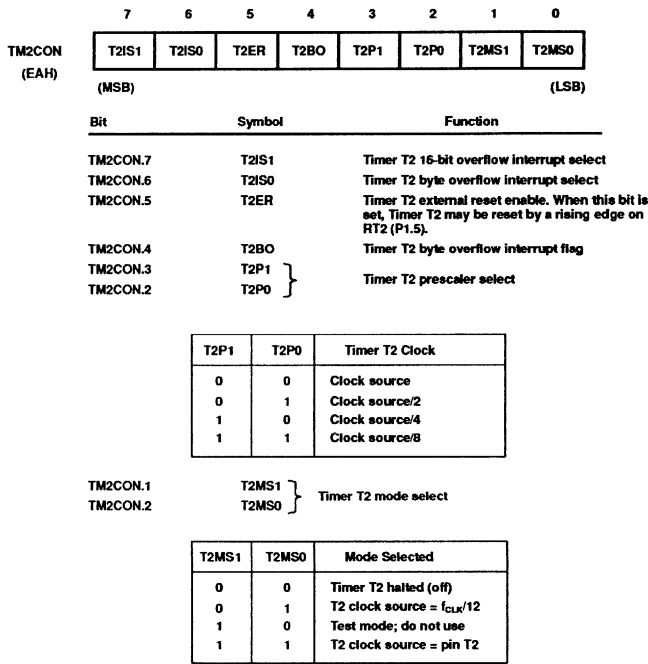 7 6 5 4 3 2 1 0
TM2CON T2IS1 T2IS0 T2ER T2BO T2P1 T2P0 T2MS1 T2MS0
(EAH)
(MSB) (LSB)
Bit Symbol Function
TM2CON.7 T2IS1 Timer T2 16-bit overflow interrupt select
TM2CON.6 T2IS0 Timer T2 byte overflow interrupt select
TM2CON.5 T2ER Timer T2 external reset enable. When this bit is
set, Timer T2 may be reset by a rising edge on
RT2 (P1.5).
TM2CON.4 T2BO Timer T2 byte overflow interrupt flag
TM2CON.3 T2P1
Timer T2 prescaler select
TM2CON.2 T2P0
T2P1 T2P0 Timer T2 Clock
0 0 Clock source
0 1 Clock source/2
1 0 Clock source/4
1 1 Clock source/8
TM2CON.1 T2MS1
Timer T2 mode select
TM2CON.2 T2MS0
T2MS1 T2MS0 Mode Selected
0 0 Timer T2 halted (off)
0 1 T2 clock source = fCLK/12
1 0 Test mode; do not use
1 1 T2 clock source = pin T2